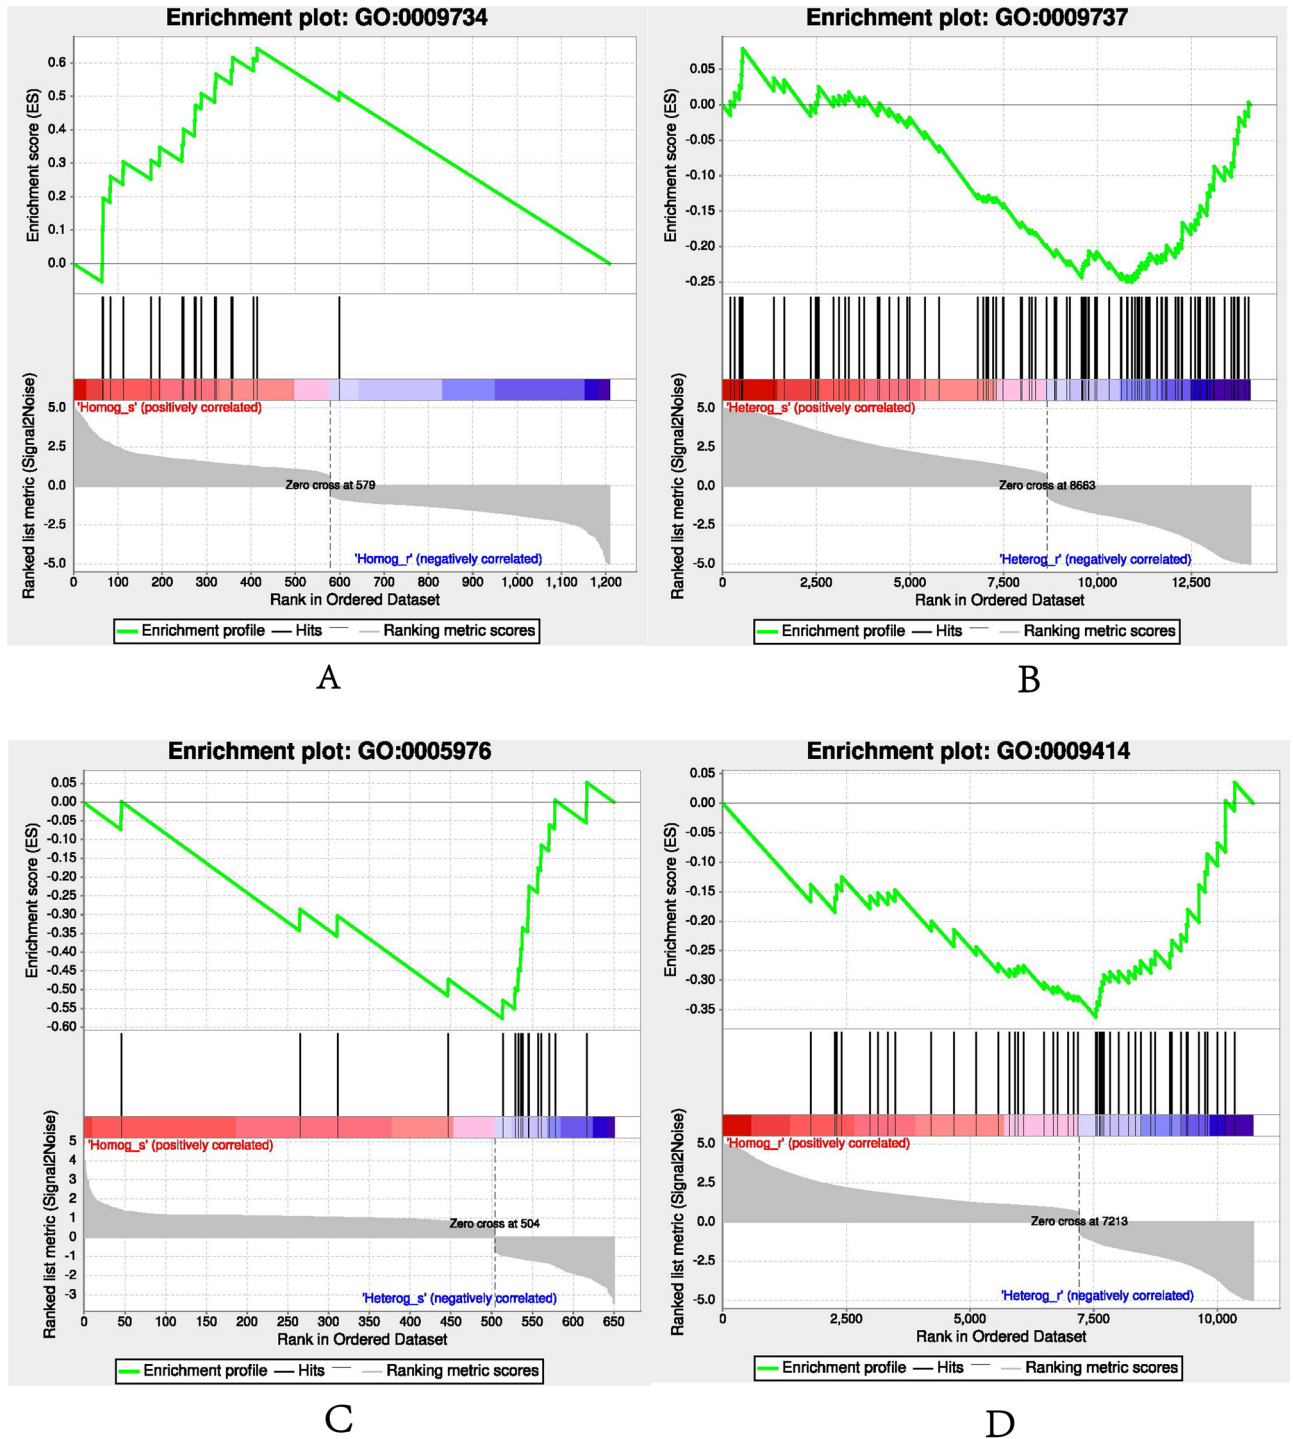 Enrichment plot: GO:0009734
Enrichment score (ES)
0.6
0.5
0.4
0.3
0.2
0.1
0.0
Ranked list metric (Signal2Noise)
5.0
2.5
0.0
-2.5
-5.0
'Homog_s' (positively correlated)
Zero cross at 579
'Homog_r' (negatively correlated)
0 100 200 300 400 500 600 700 800 900 1,000 1,100 1,200
Rank in Ordered Dataset
Enrichment profile Hits Ranking metric scores
A
Enrichment plot: GO:0009737
Enrichment score (ES)
0.05
0.00
-0.05
-0.10
-0.15
-0.20
-0.25
Ranked list metric (Signal2Noise)
5.0
2.5
0.0
-2.5
-5.0
'Heterog_s' (positively correlated)
Zero cross at 8663
'Heterog_r' (negatively correlated)
0 2,500 5,000 7,500 10,000 12,500
Rank in Ordered Dataset
Enrichment profile Hits Ranking metric scores
B
Enrichment plot: GO:0005976
Enrichment score (ES)
0.05
0.00
-0.05
-0.10
-0.15
-0.20
-0.25
-0.30
-0.35
-0.40
-0.45
-0.50
-0.55
-0.60
Ranked list metric (Signal2Noise)
5
4
3
2
1
0
-1
-2
-3
'Homog_s' (positively correlated)
Zero cross at 504
'Heterog_s' (negatively correlated)
0 50 100 150 200 250 300 350 400 450 500 550 600 650
Rank in Ordered Dataset
Enrichment profile Hits Ranking metric scores
C
Enrichment plot: GO:0009414
Enrichment score (ES)
0.05
0.00
-0.05
-0.10
-0.15
-0.20
-0.25
-0.30
-0.35
Ranked list metric (Signal2Noise)
5.0
2.5
0.0
-2.5
-5.0
'Homog_r' (positively correlated)
Zero cross at 7213
'Heterog_r' (negatively correlated)
0 2,500 5,000 7,500 10,000
Rank in Ordered Dataset
Enrichment profile Hits Ranking metric scores
D